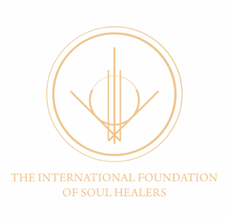 THE INTERNATIONAL FOUNDATION
OF SOUL HEALERS